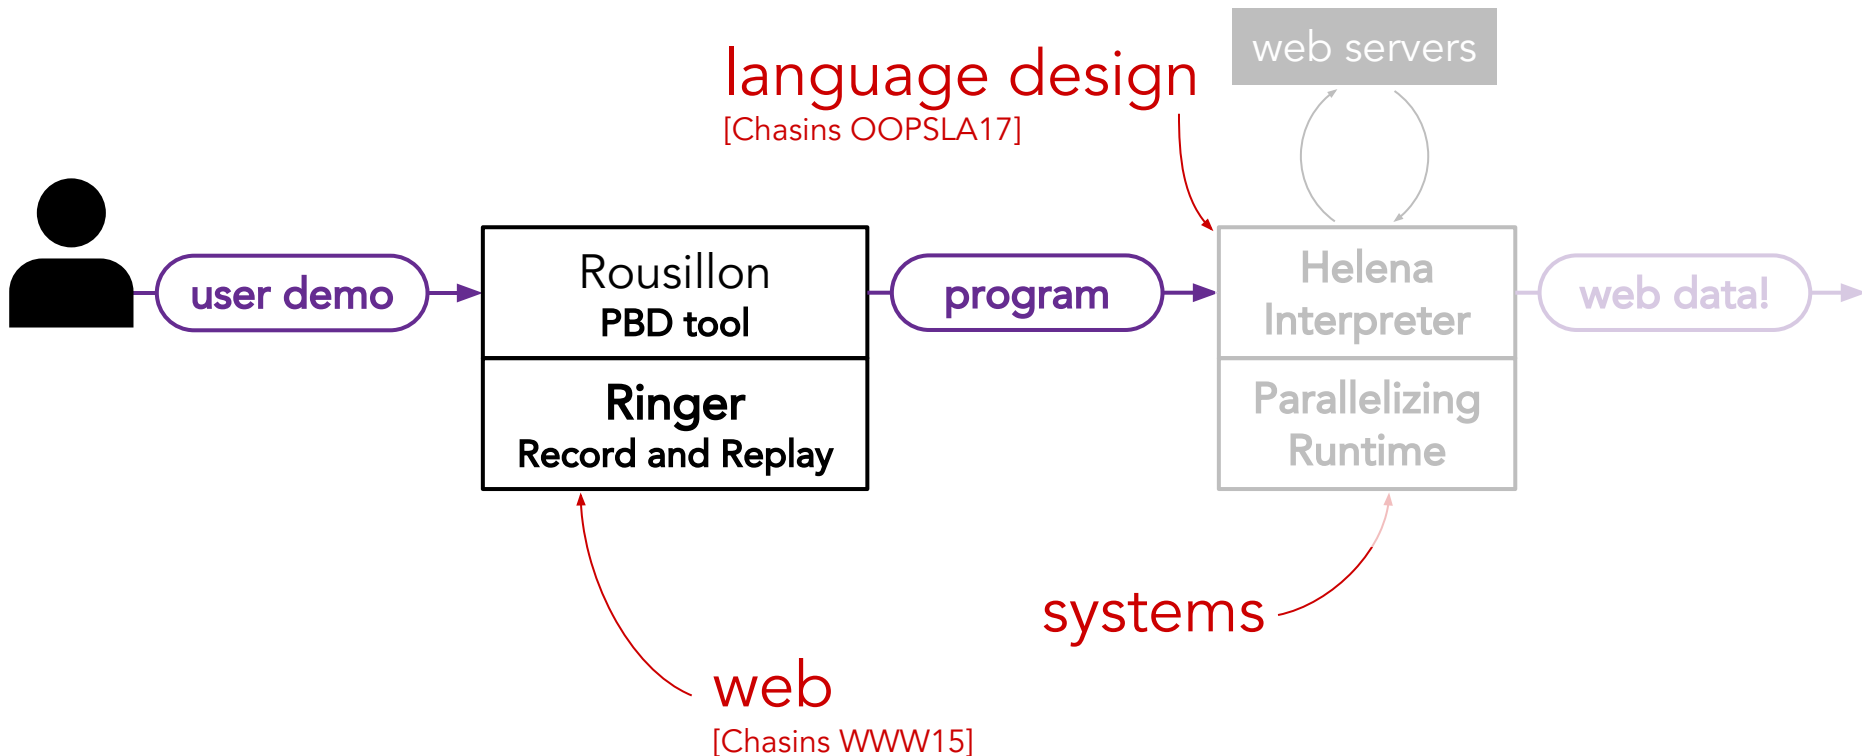 language design
[Chasins OOPSLA17]
web servers
user demo
Rousillon
PBD tool
Ringer
Record and Replay
program
Helena
Interpreter
Parallelizing
Runtime
web data!
systems
web
[Chasins WWW15]